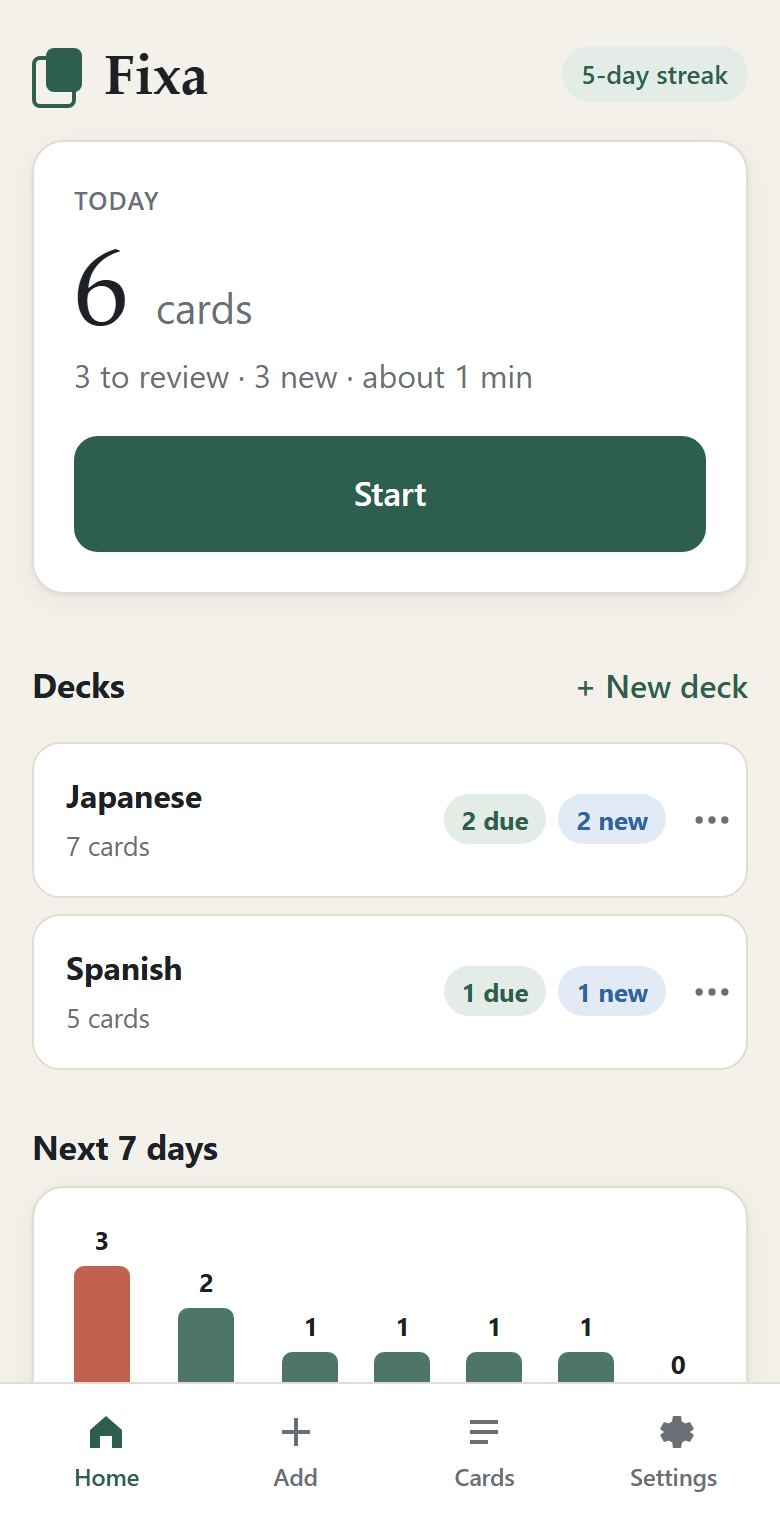 Fixa
5-day streak
TODAY
6 cards
3 to review · 3 new · about 1 min
Start
Decks
+ New deck
Japanese
2 due
2 new
7 cards
Spanish
1 due
1 new
5 cards
Next 7 days
3
2
1
1
1
1
0
Home
Add
Cards
Settings